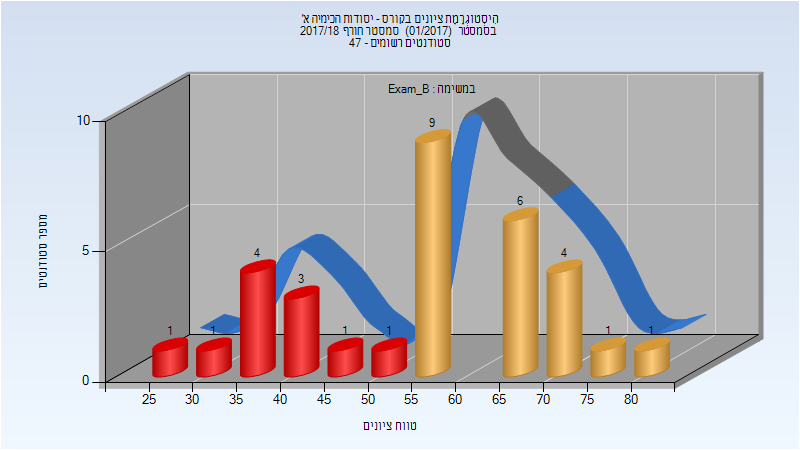 היסטוגרמת ציונים בקורס - יסודות הכימיה א'
בסמסטר (01/2017) סמסטר חורף 2017/18
סטודנטים רשומים - 47
במשימה : Exam_B
מספר סטודנטים
10
5
0
1
1
4
3
1
1
9
6
4
1
1
25 30 35 40 45 50 55 60 65 70 75 80
טווח ציונים